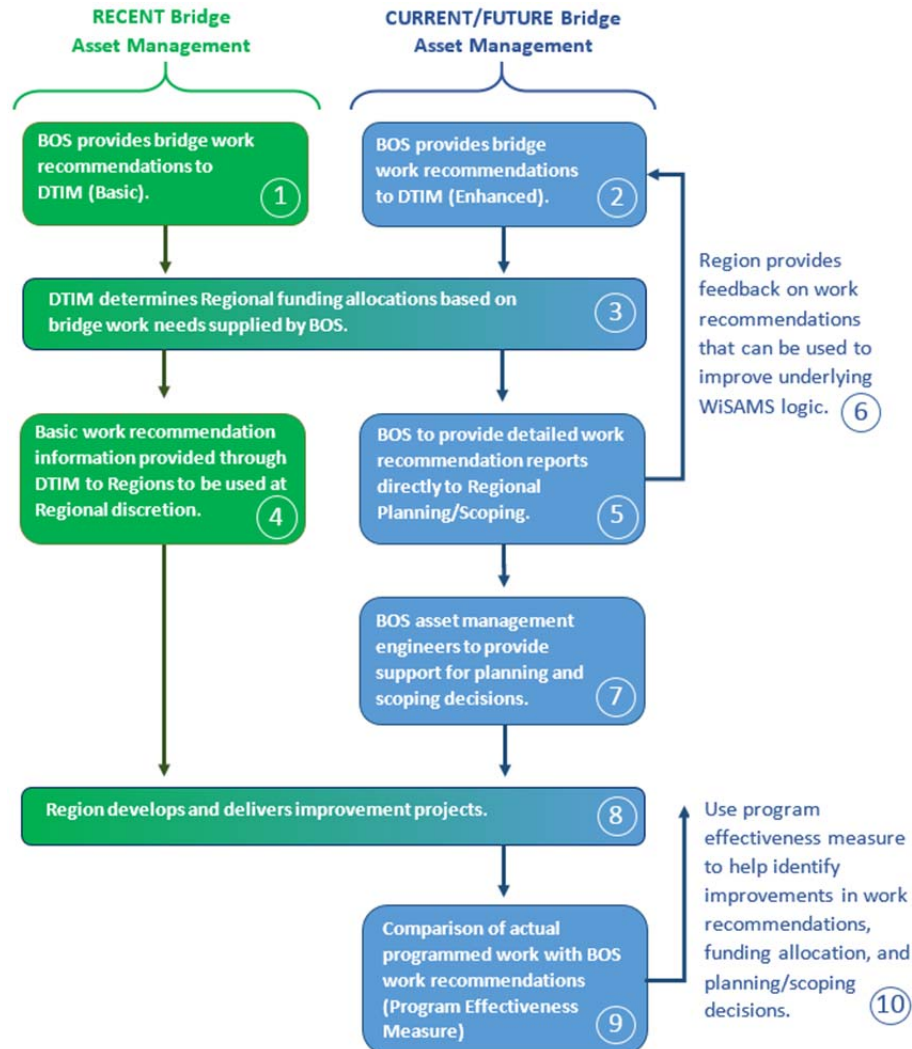 RECENT Bridge
Asset Management
CURRENT/FUTURE Bridge
Asset Management
BOS provides bridge work
recommendations to
DTIM (Basic).
1
BOS provides bridge
work recommendations
to DTIM (Enhanced).
2
DTIM determines Regional funding allocations based on
bridge work needs supplied by BOS.
3
Basic work recommendation
information provided through
DTIM to Regions to be used at
Regional discretion.
4
BOS to provide detailed work
recommendation reports
directly to Regional
Planning/Scoping.
5
Region provides
feedback on work
recommendations
that can be used to
improve underlying
WiSAMS logic.
6
BOS asset management
engineers to provide
support for planning and
scoping decisions.
7
Region develops and delivers improvement projects.
8
Comparison of actual
programmed work with BOS
work recommendations
(Program Effectiveness
Measure)
9
Use program
effectiveness measure
to help identify
improvements in work
recommendations,
funding allocation, and
planning/scoping
decisions.
10